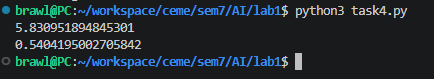 brawl@PC:~/workspace/ceme/sem7/AI/lab1$ python3 task4.py
5.830951894845301
0.5404195002705842
brawl@PC:~/workspace/ceme/sem7/AI/lab1$